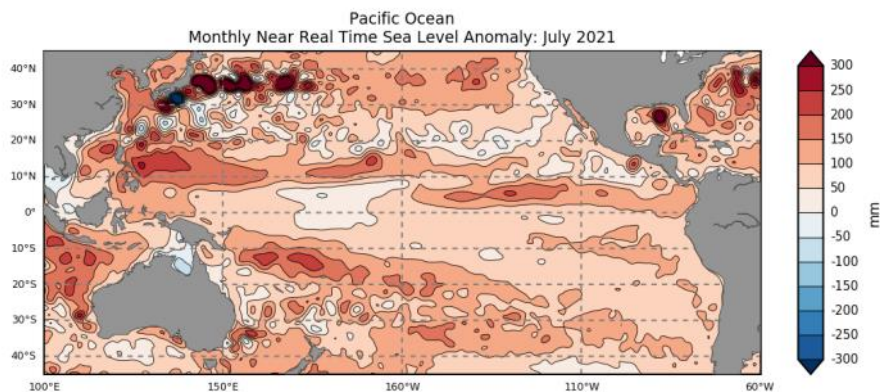 Pacific Ocean
Monthly Near Real Time Sea Level Anomaly: July 2021
40°N
30°N
20°N
10°N
0°
10°S
20°S
30°S
40°S
100°E 150°E 160°W 110°W 60°W
300
250
200
150
100
50
0
-50
-100
-150
-200
-250
-300
mm